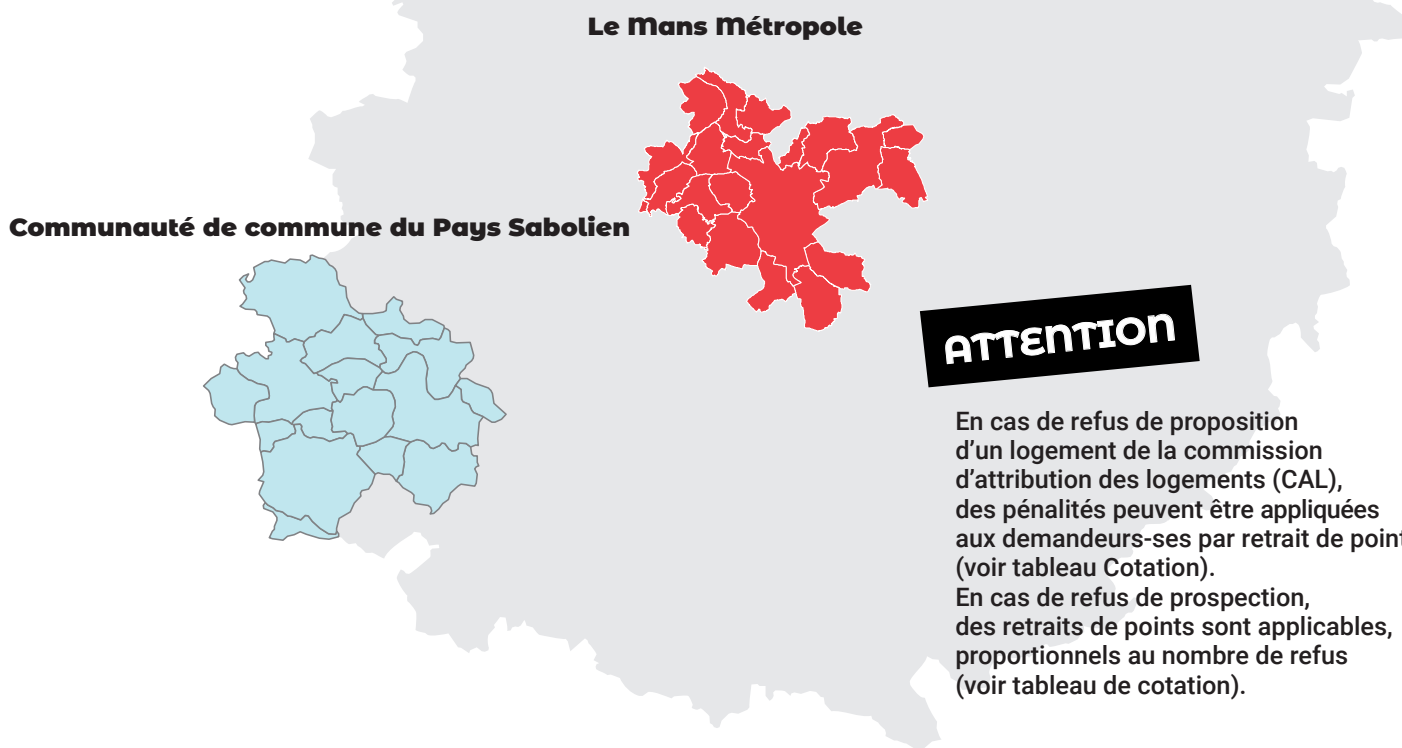 Le Mans Métropole
Communauté de commune du Pays Sabolien
ATTENTION
En cas de refus de proposition
d'un logement de la commission
d'attribution des logements (CAL),
des pénalités peuvent être appliquées
aux demandeurs-ses par retrait de point
(voir tableau Cotation).
En cas de refus de prospection,
des retraits de points sont applicables,
proportionnels au nombre de refus
(voir tableau de cotation).